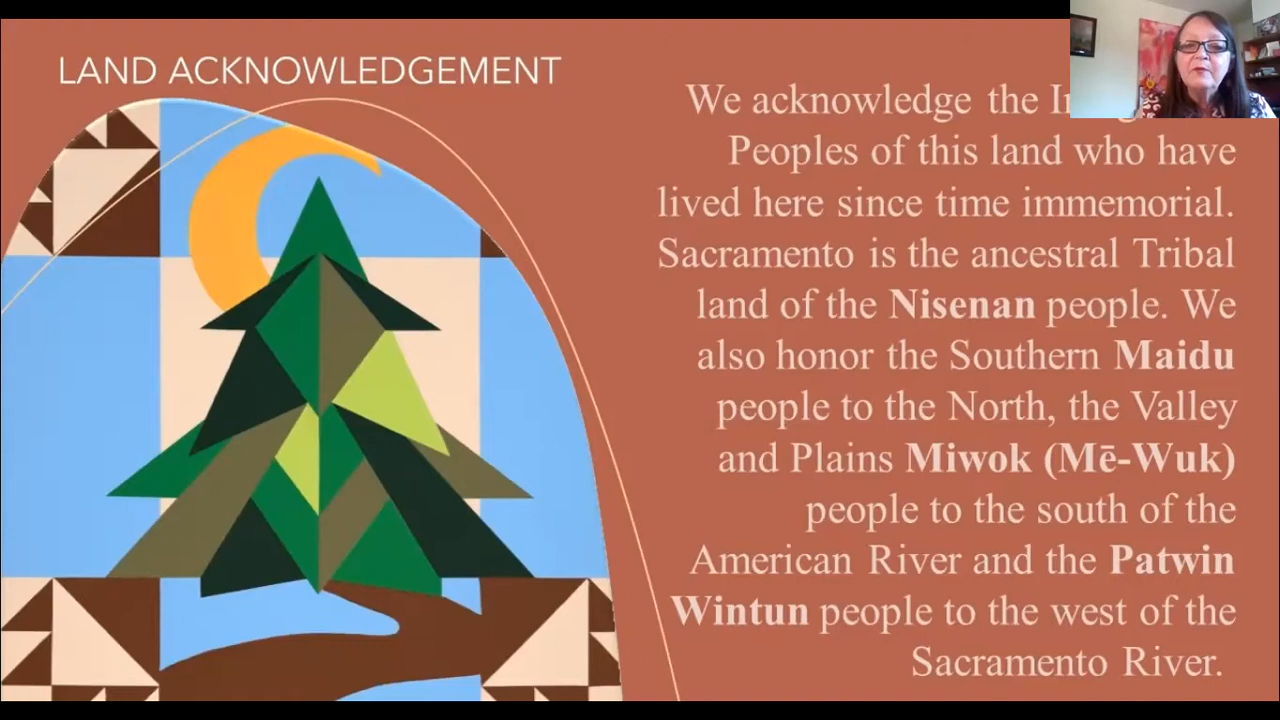 LAND ACKNOWLEDGEMENT
We acknowledge the
Peoples of this land who have
lived here since time immemorial.
Sacramento is the ancestral Tribal
land of the Nisenan people. We
also honor the Southern Maidu
people to the North, the Valley
and Plains Miwok (Mē-Wuk)
people to the south of the
American River and the Patwin
Wintun people to the west of the
Sacramento River.